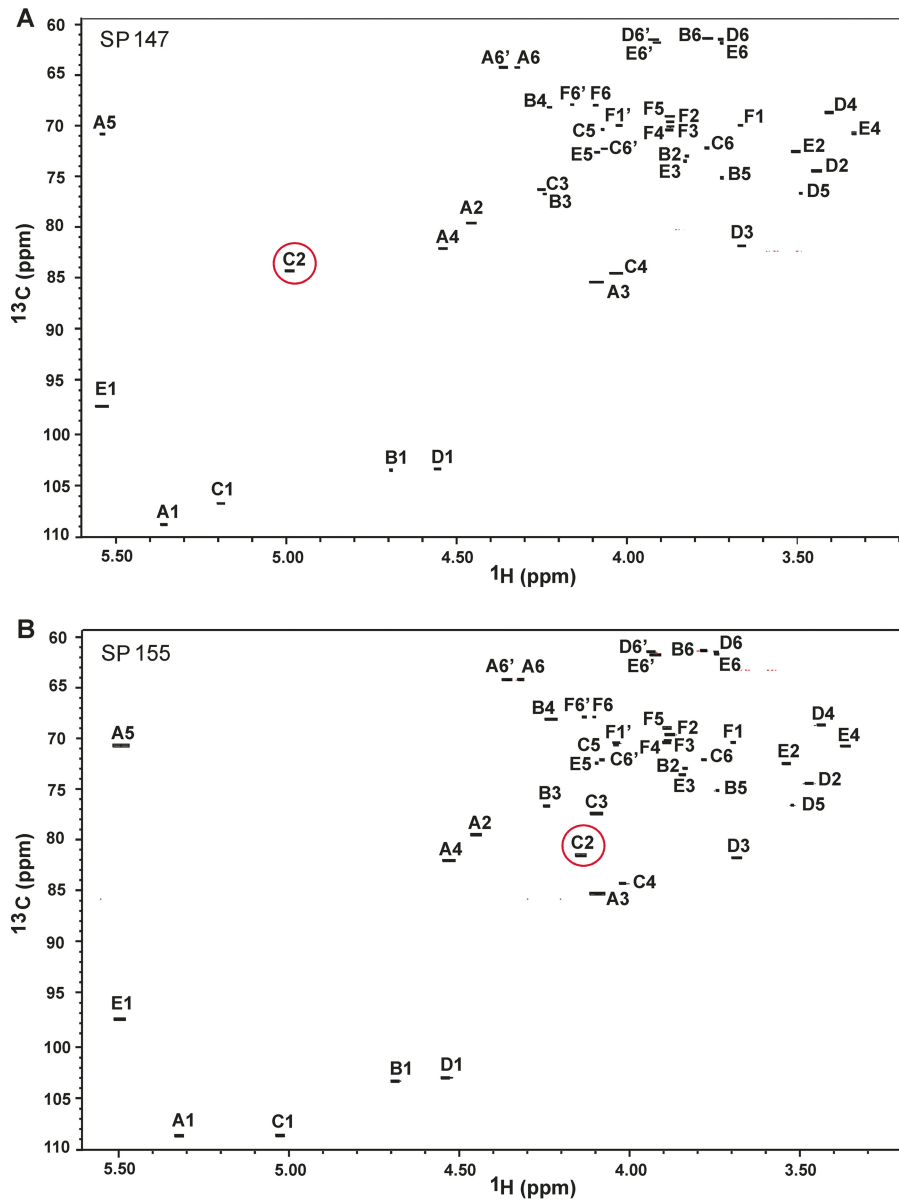 A
SP 147
60
65
70
75
80
85
90
95
100
105
110
13C (ppm)
D6’ B6 D6
E6’ E6
A6’ A6
B4 F6’ F6
F1’ F5 F2 F1 D4
A5 C5 F4 F3 E4
E5 C6’ B2 C6 E2
E3 B5 D2
C3 D5
B3
A2
A4 D3
C2 C4
A3
E1
B1 D1
C1
A1
5.50 5.00 4.50 4.00 3.50
1H (ppm)
B
SP 155
60
65
70
75
80
85
90
95
100
105
110
13C (ppm)
D6’ B6 D6
E6’ E6
A6’ A6
B4 F6’ F6
F1’ F5 F2 F1 D4
A5 C5 F4 F3 E4
E5 C6’ B2 C6 E2
E3 B5 D2
B3 C3 D5
A2
A4 C2 D3
C4
A3
E1
B1 D1
A1 C1
5.50 5.00 4.50 4.00 3.50
1H (ppm)